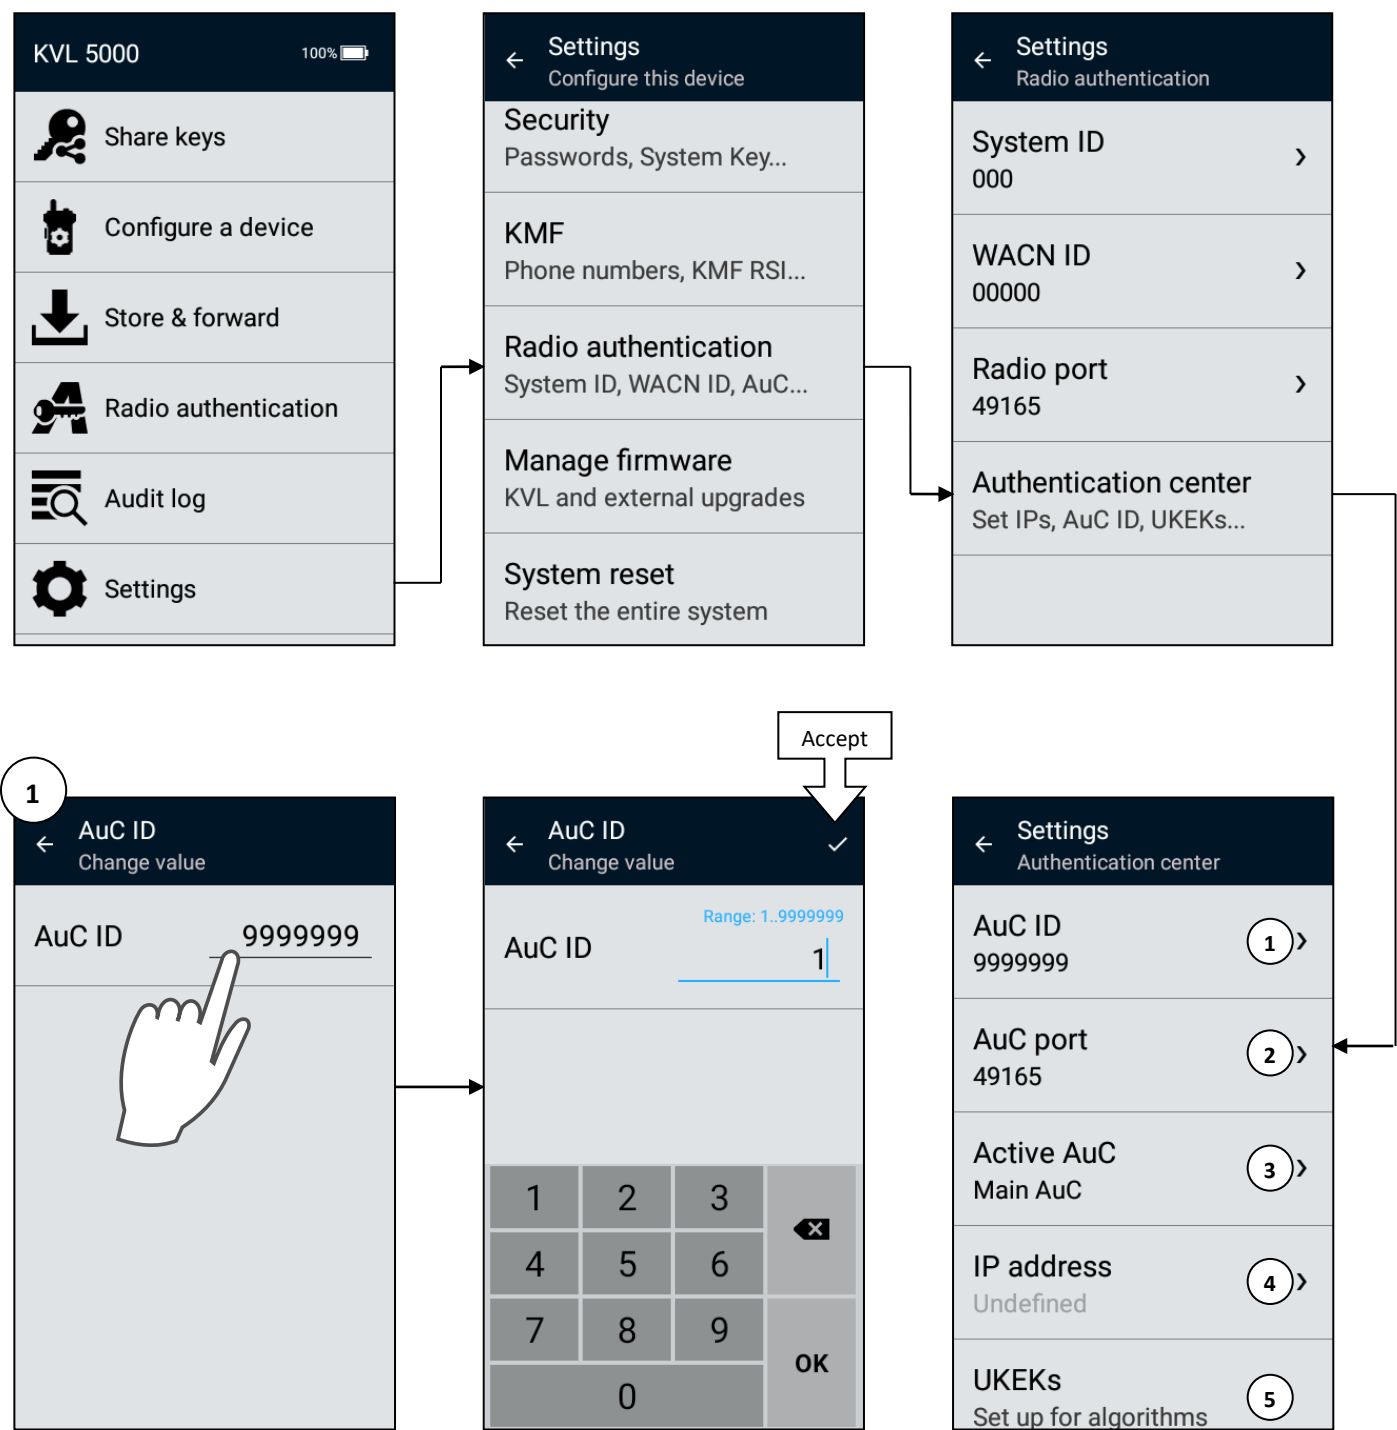 KVL 5000
100%
Share keys
Configure a device
Store & forward
Radio authentication
Audit log
Settings
Settings
Configure this device
Security
Passwords, System Key...
KMF
Phone numbers, KMF RSI...
Radio authentication
System ID, WACN ID, AuC...
Manage firmware
KVL and external upgrades
System reset
Reset the entire system
Settings
Radio authentication
System ID
000
WACN ID
00000
Radio port
49165
Authentication center
Set IPs, AuC ID, UKEKs...
1
AuC ID
Change value
AuC ID 9999999
Accept
AuC ID
Change value
Range: 1..9999999
AuC ID 1
1 2 3
4 5 6
7 8 9
OK
0
Settings
Authentication center
AuC ID
9999999
1
AuC port
49165
2
Active AuC
Main AuC
3
IP address
Undefined
4
UKEKs
Set up for algorithms
5